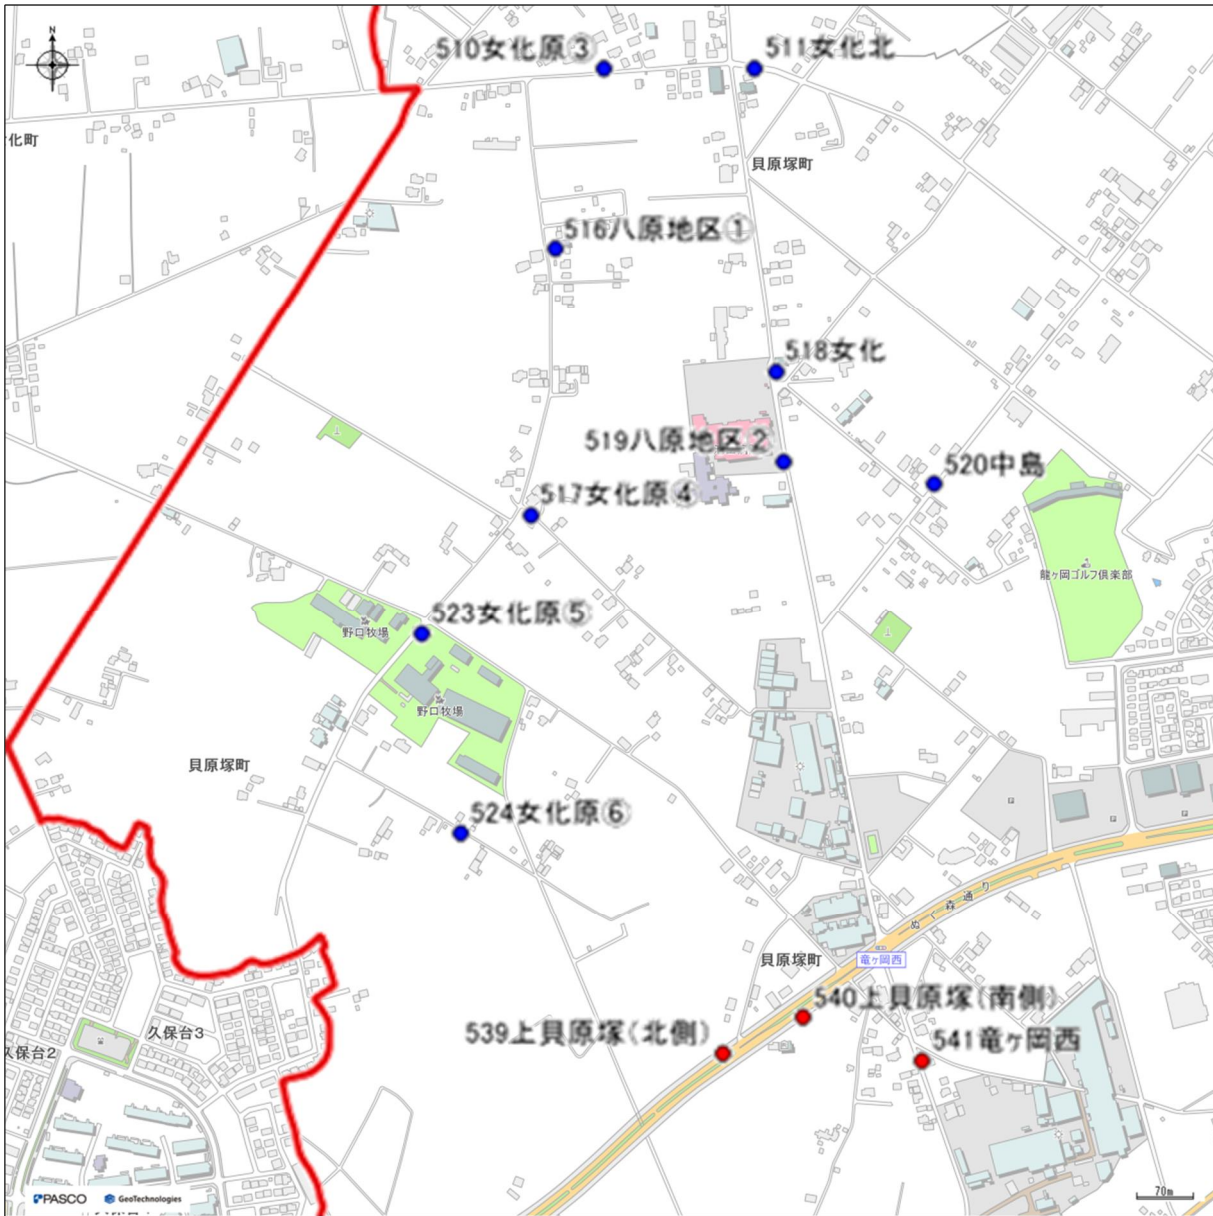 N
510女化原③
511女化北
化町
貝原塚町
516八原地区①
518女化
519八原地区2
520中島
517女化原④
龍ヶ岡ゴルフ倶楽部
523女化原⑤
野口牧場
野口牧場
貝原塚町
524女化原⑥
ぬく森通り
竜ヶ岡西
貝原塚町
540上貝原塚(南側)
539上貝原塚(北側)
541竜ヶ岡西
久保台3
久保台2
PASCO
GeoTechnologies
70m